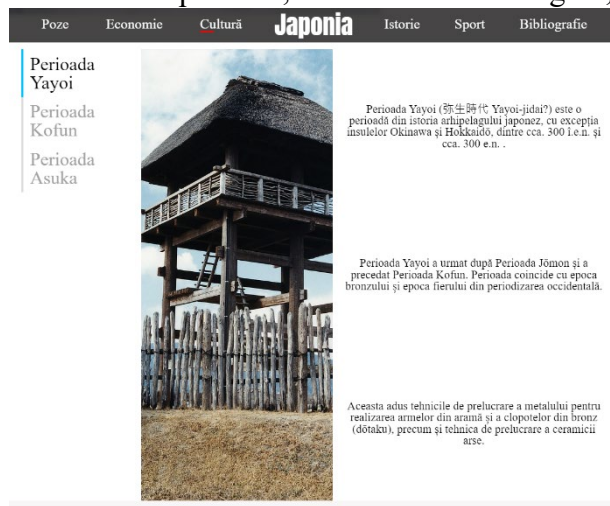 Poze Economie Cultură Japonia Istorie Sport Bibliografie
Perioada
Yayoi
Perioada
Kofun
Perioada
Asuka
Perioada Yayoi (弥生時代 Yayoi-jidai?) este o
perioadă din istoria arhipelagului japonez, cu excepția
insulelor Okinawa și Hokkaidō, dintre cca. 300 î.e.n. și
cca. 300 e.n. .
Perioada Yayoi a urmat după Perioada Jōmon și a
precedat Perioada Kofun. Perioada coincide cu epoca
bronzului și epoca fierului din periodizarea occidentală.
Aceasta adus tehnicile de prelucrare a metalului pentru
realizarea armelor din aramă și a clopotelor din bronz
(dōtaku), precum și tehnica de prelucrare a ceramicii
arse.